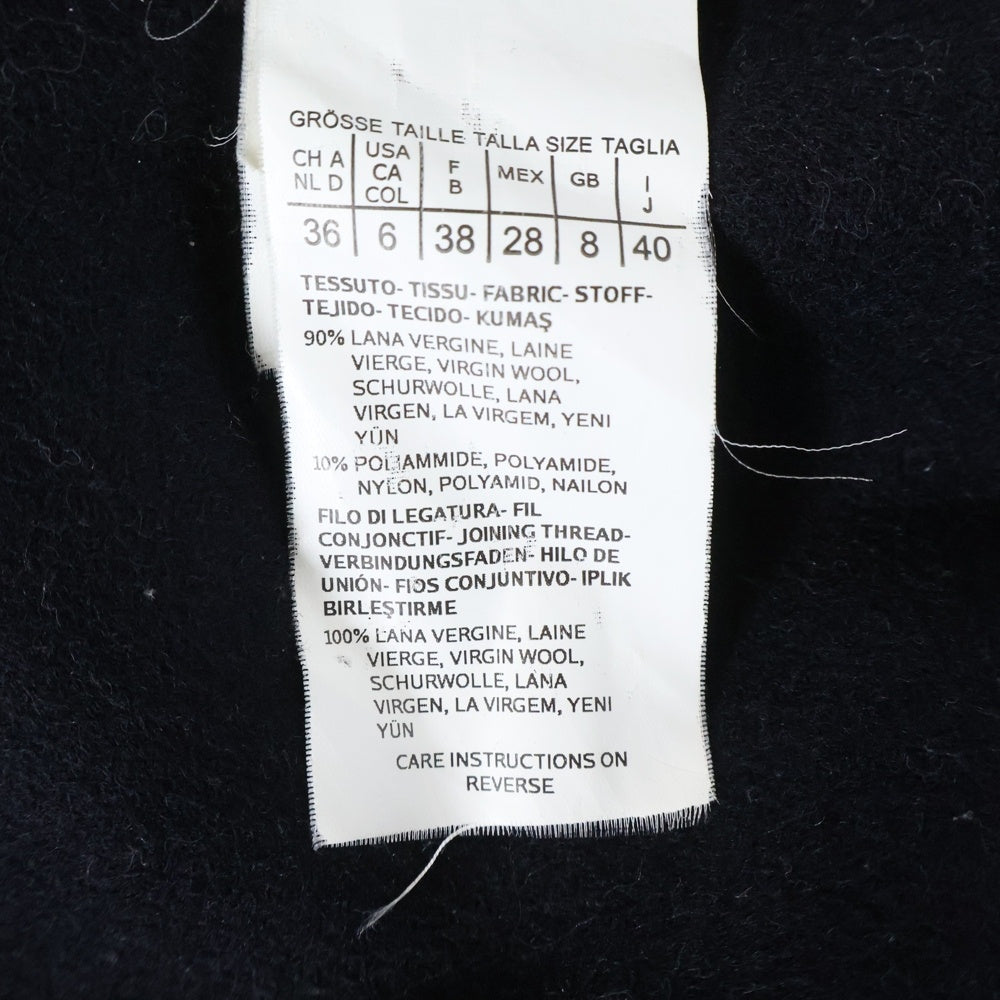 GRÖSSE TAILLE TALLA SIZE TAGLIA
CH A USA F MEX GB I
NL D CA B J
COL
36 6 38 28 8 40
TESSUTO- TISSU- FABRIC- STOFF-
TEJIDO- TECIDO- KUMAŞ
90% LANA VERGINE, LAINE
VIERGE, VIRGIN WOOL,
SCHURWOLLE, LANA
VIRGEN, LA VIRGEM, YENI
YÜN
10% POLIAMMIDE, POLYAMIDE,
NYLON, POLYAMID, NAILON
FILO DI LEGATURA- FIL
CONJONCTIF- JOINING THREAD-
VERBINDUNGSFADEN- HILO DE
UNIÓN- FIOS CONJUNTIVO- IPLIK
BIRLEŞTIRME
100% LANA VERGINE, LAINE
VIERGE, VIRGIN WOOL,
SCHURWOLLE, LANA
VIRGEN, LA VIRGEM, YENI
YÜN
CARE INSTRUCTIONS ON
REVERSE